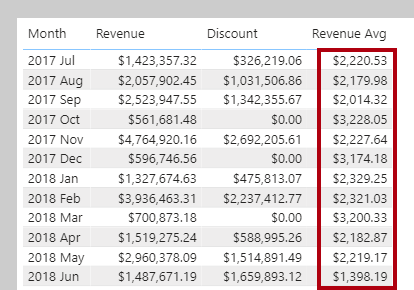 Month Revenue Discount Revenue Avg
2017 Jul $1,423,357.32 $326,219.06 $2,220.53
2017 Aug $2,057,902.45 $1,031,506.86 $2,179.98
2017 Sep $2,523,947.55 $1,342,355.67 $2,014.32
2017 Oct $561,681.48 $0.00 $3,228.05
2017 Nov $4,764,920.16 $2,692,205.61 $2,227.64
2017 Dec $596,746.56 $0.00 $3,174.18
2018 Jan $1,327,674.63 $475,813.07 $2,329.25
2018 Feb $3,936,463.31 $2,237,412.77 $2,321.03
2018 Mar $700,873.18 $0.00 $3,200.33
2018 Apr $1,519,275.24 $588,995.26 $2,182.87
2018 May $2,960,378.09 $1,514,891.49 $2,219.17
2018 Jun $1,487,671.19 $1,659,893.12 $1,398.19